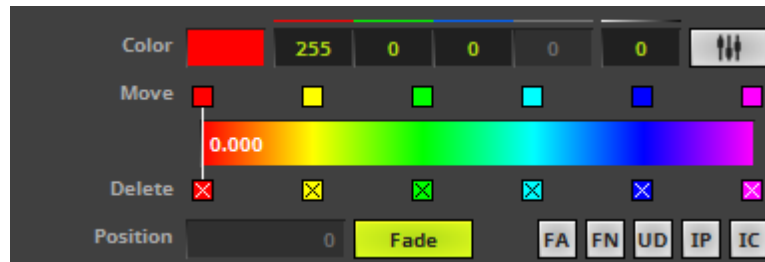 Color 255 0 0 0 0
Move
0.000
Delete
Position 0 Fade FA FN UD IP IC